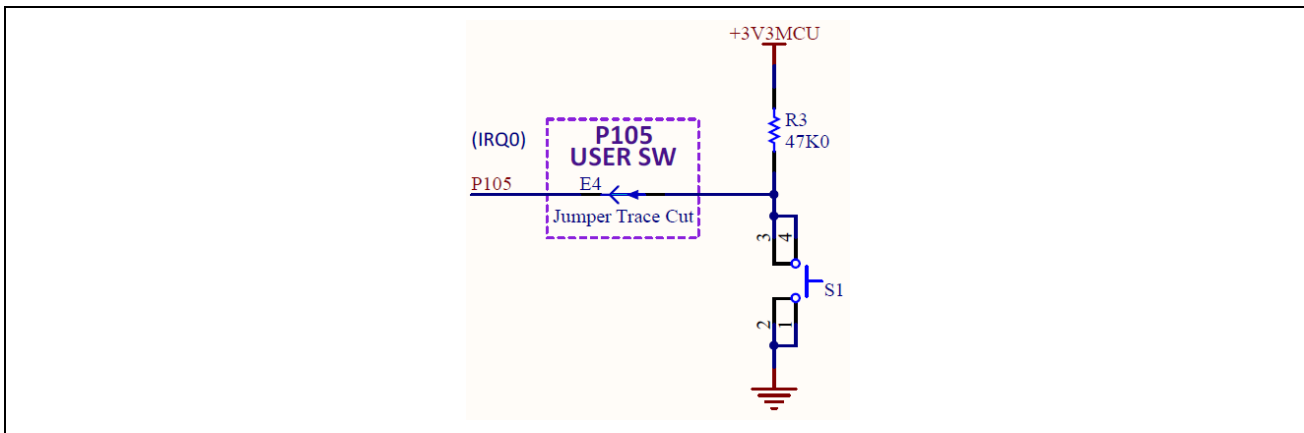 +3V3MCU
R3
47K0
(IRQ0)
P105
USER SW
P105
E4
Jumper Trace Cut
3
4
S1
2
1